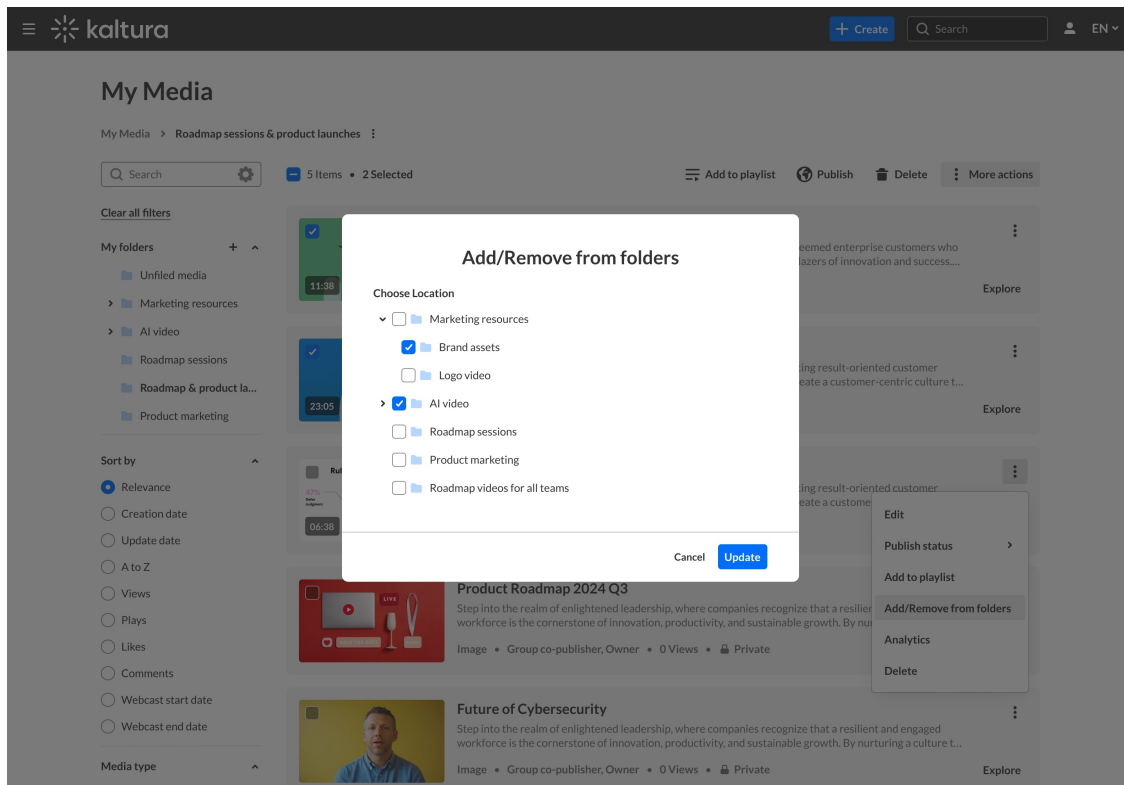 kaltura
Create
Search
EN
My Media
My Media > Roadmap sessions & product launches
Search
5 Items • 2 Selected
Add to playlist
Publish
Delete
More actions
Clear all filters
My folders
Unfiled media
Marketing resources
AI video
Roadmap sessions
Roadmap & product la...
Product marketing
Sort by
Relevance
Creation date
Update date
A to Z
Views
Plays
Likes
Comments
Webcast start date
Webcast end date
Media type
11:38
eemed enterprise customers who
lazers of innovation and success....
Explore
23:05
ing result-oriented customer
eate a customer-centric culture t...
Explore
Rul
06:38
ing result-oriented customer
eate a custome
Add/Remove from folders
Choose Location
Marketing resources
Brand assets
Logo video
AI video
Roadmap sessions
Product marketing
Roadmap videos for all teams
Cancel
Update
Edit
Publish status
Add to playlist
Add/Remove from folders
Analytics
Delete
LIVE
Product Roadmap 2024 Q3
Step into the realm of enlightened leadership, where companies recognize that a resilier
workforce is the cornerstone of innovation, productivity, and sustainable growth. By nu
Image • Group co-publisher, Owner • 0 Views • Private
Future of Cybersecurity
Step into the realm of enlightened leadership, where companies recognize that a resilient and engaged
workforce is the cornerstone of innovation, productivity, and sustainable growth. By nurturing a culture t...
Image • Group co-publisher, Owner • 0 Views • Private
Explore